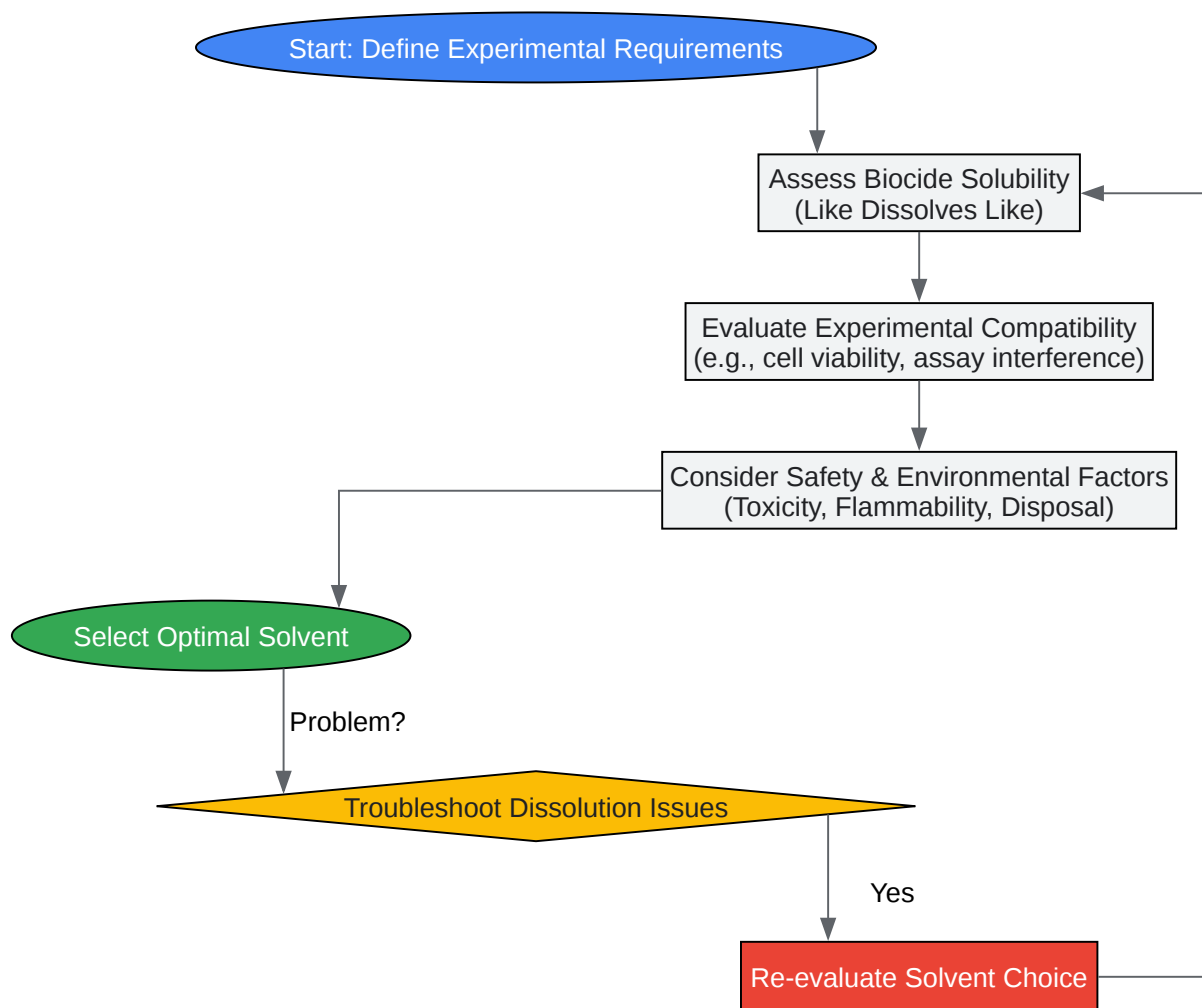 Start: Define Experimental Requirements
Assess Biocide Solubility
(Like Dissolves Like)
Evaluate Experimental Compatibility
(e.g., cell viability, assay interference)
Consider Safety & Environmental Factors
(Toxicity, Flammability, Disposal)
Select Optimal Solvent
Problem?
Troubleshoot Dissolution Issues
Yes
Re-evaluate Solvent Choice